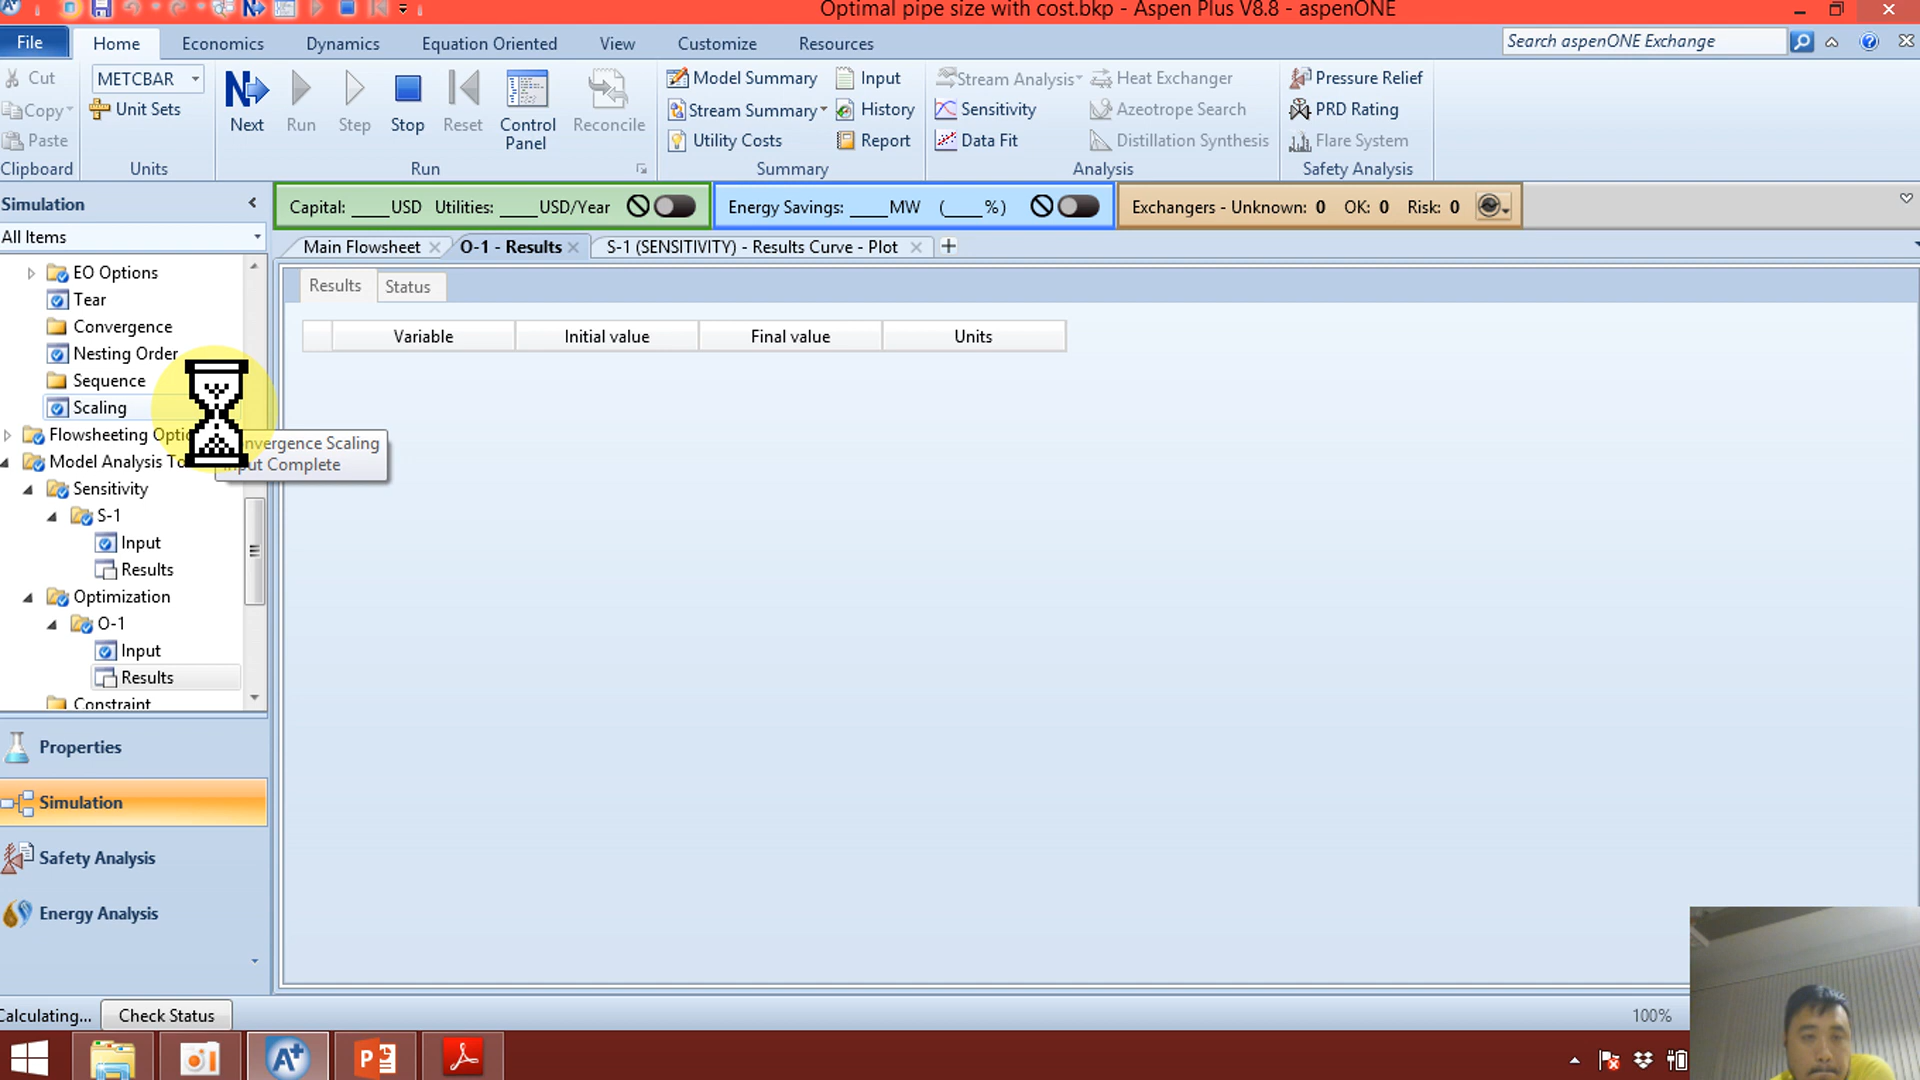 Optimal pipe size with cost.bkp - Aspen Plus V8.8 - aspenONE
File Home Economics Dynamics Equation Oriented View Customize Resources Search aspenONE Exchange
Cut METCBAR Next Run Step Stop Reset Control Panel Reconcile Model Summary Input Stream Analysis Heat Exchanger Pressure Relief
Copy Unit Sets Stream Summary History Sensitivity Azeotrope Search PRD Rating
Paste Utility Costs Report Data Fit Distillation Synthesis Flare System
Clipboard Units Run Summary Analysis Safety Analysis
Simulation
Capital: ____USD Utilities: ____USD/Year Energy Savings: ____MW (____%) Exchangers - Unknown: 0 OK: 0 Risk: 0
All Items
Main Flowsheet O-1 - Results S-1 (SENSITIVITY) - Results Curve - Plot
Results Status
Variable Initial value Final value Units
EO Options
Tear
Convergence
Nesting Order
Sequence
Scaling
Flowsheeting Optio
Model Analysis To
nvergence Scaling
put Complete
Sensitivity
S-1
Input
Results
Optimization
O-1
Input
Results
Constraint
Properties
Simulation
Safety Analysis
Energy Analysis
Calculating... Check Status 100%